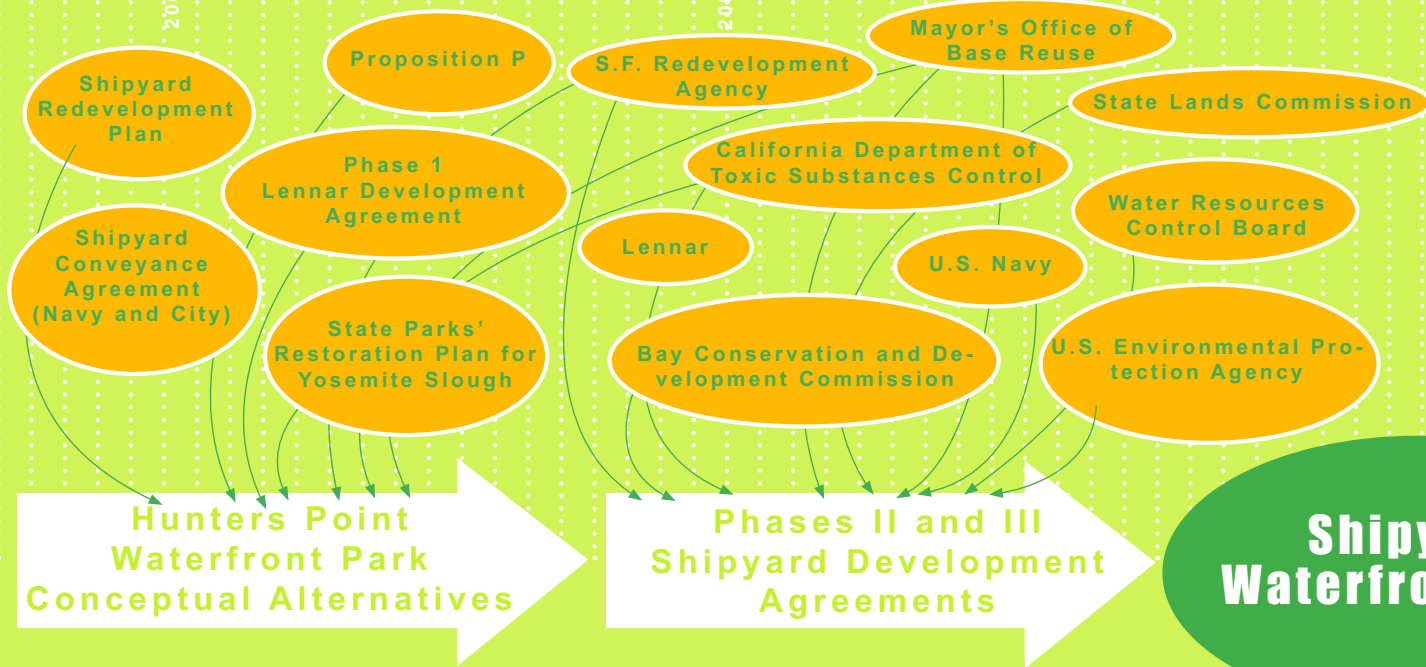 Shipyard
Redevelopment
Plan
Proposition P
S.F. Redevelopment
Agency
Mayor's Office of
Base Reuse
State Lands Commission
Phase 1
Lennar Development
Agreement
California Department of
Toxic Substances Control
Water Resources
Control Board
Shipyard
Conveyance
Agreement
(Navy and City)
Lennar
U.S. Navy
State Parks'
Restoration Plan for
Yosemite Slough
Bay Conservation and De-
velopment Commission
U.S. Environmental Pro-
tection Agency
Hunters Point
Waterfront Park
Conceptual Alternatives
Phases II and III
Shipyard Development
Agreements